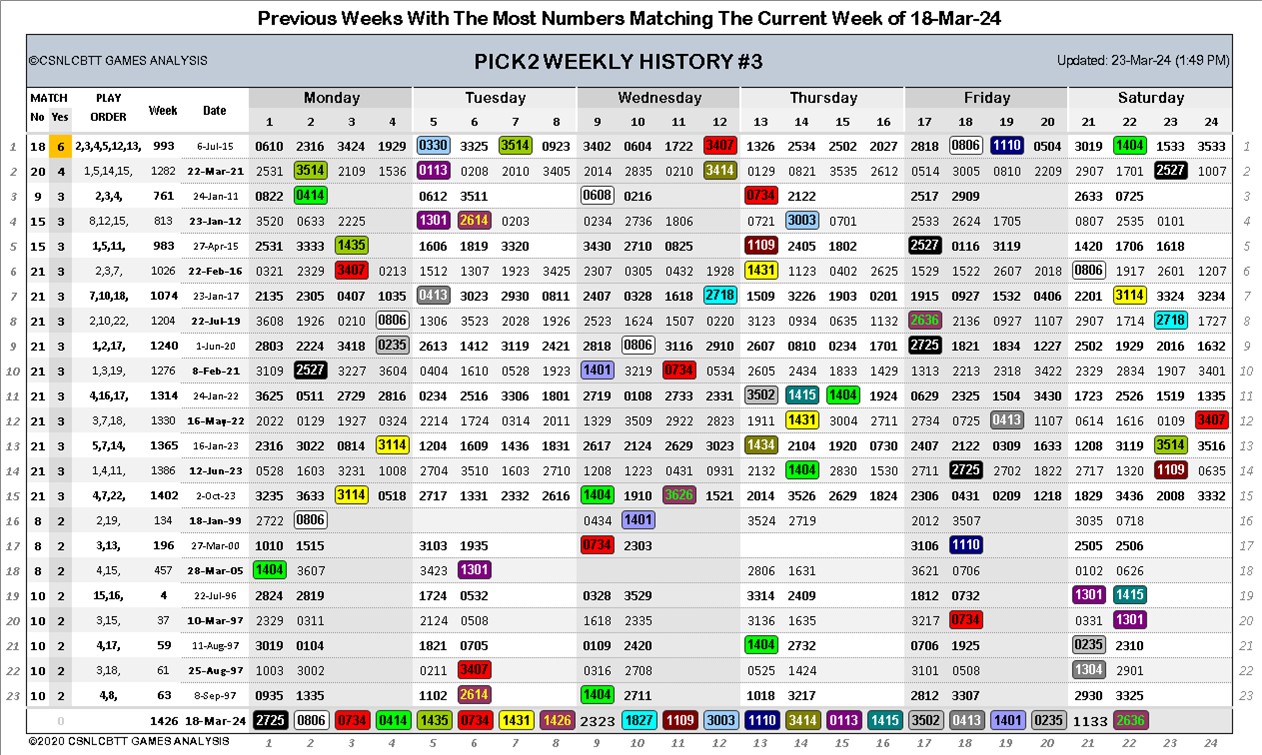 Previous Weeks With The Most Numbers Matching The Current Week of 18-Mar-24
©CSNLCBTT GAMES ANALYSIS PICK2 WEEKLY HISTORY #3 Updated: 23-Mar-24 (1:49 PM)
MATCH PLAY Week Date Monday Tuesday Wednesday Thursday Friday Saturday
No Yes ORDER 1 2 3 4 5 6 7 8 9 10 11 12 13 14 15 16 17 18 19 20 21 22 23 24
1 18 6 2,3,4,5,12,13, 993 6-Jul-15 0610 2316 3424 1929 0330 3325 3514 0923 3402 0604 1722 3407 1326 2534 2502 2027 2818 0806 1110 0504 3019 1404 1533 3533 1
2 20 4 1,5,14,15, 1282 22-Mar-21 2531 3514 2109 1536 0113 0208 2010 3405 2014 2835 0210 3414 0129 0821 3535 2612 0514 3005 0810 2209 2907 1701 2527 1007 2
3 9 3 2,3,4, 761 24-Jan-11 0822 0414 0612 3511 0608 0216 0734 2122 2517 2909 2633 0725 3
4 15 3 8,12,15, 813 23-Jan-12 3520 0633 2225 1301 2614 0203 0234 2736 1806 0721 3003 0701 2533 2624 1705 0807 2535 0101 4
5 15 3 1,5,11, 983 27-Apr-15 2531 3333 1435 1606 1819 3320 3430 2710 0825 1109 2405 1802 2527 0116 3119 1420 1706 1618 5
6 21 3 2,3,7, 1026 22-Feb-16 0321 2329 3407 0213 1512 1307 1923 3425 2307 0305 0432 1928 1431 1123 0402 2625 1529 1522 2607 2018 0806 1917 2601 1207 6
7 21 3 7,10,18, 1074 23-Jan-17 2135 2305 0407 1035 0413 3023 2930 0811 2407 0328 1618 2718 1509 3226 1903 0201 1915 0927 1532 0406 2201 3114 3324 3234 7
8 21 3 2,10,22, 1204 22-Jul-19 3608 1926 0210 0806 1306 3523 2028 1926 2523 1624 1507 0220 3123 0934 0635 1132 2636 2136 0927 1107 2907 1714 2718 1727 8
9 21 3 1,2,17, 1240 1-Jun-20 2803 2224 3418 0235 2613 1412 3119 2421 2818 0806 3116 2910 2607 0810 0234 1701 2725 1821 1834 1227 2502 1929 2016 1632 9
10 21 3 1,3,19, 1276 8-Feb-21 3109 2527 3227 3604 0404 1610 0528 1923 1401 3219 0734 0534 2605 2434 1833 1429 1313 2213 2318 3422 2329 2834 1907 3401 10
11 21 3 4,16,17, 1314 24-Jan-22 3625 0511 2729 2816 0234 2516 3306 1801 2719 0108 2733 2331 3502 1415 1404 1924 0629 2325 1504 3430 1723 2526 1519 1335 11
12 21 3 3,7,18, 1330 16-May-22 2022 0129 1927 0324 2214 1724 0314 2011 1329 3509 2922 2823 1911 1431 3004 2711 2734 0725 0413 1107 0614 1616 0109 3407 12
13 21 3 5,7,14, 1365 16-Jan-23 2316 3022 0814 3114 1204 1609 1436 1831 2617 2124 2629 3023 1434 2104 1920 0730 2407 2122 0309 1633 1208 3119 3514 3516 13
14 21 3 1,4,11, 1386 12-Jun-23 0528 1603 3231 1008 2704 3510 1603 2710 1208 1223 0431 0931 2132 1404 2830 1530 2711 2725 2702 1822 2717 1320 1109 0635 14
15 21 3 4,7,22, 1402 2-Oct-23 3235 3633 3114 0518 2717 1331 2332 2616 1404 1910 3626 1521 2014 3526 2629 1824 2306 0431 0209 1218 1829 3436 2008 3332 15
16 8 2 2,19, 134 18-Jan-99 2722 0806 0434 1401 3524 2719 2012 3507 3035 0718 16
17 8 2 3,13, 196 27-Mar-00 1010 1515 3103 1935 0734 2303 3106 1110 2505 2506 17
18 8 2 4,15, 457 28-Mar-05 1404 3607 3423 1301 2806 1631 3621 0706 0102 0626 18
19 10 2 15,16, 4 22-Jul-96 2824 2819 1724 0532 0328 3529 3314 2409 1812 0732 1301 1415 19
20 10 2 3,15, 37 10-Mar-97 2329 0311 2124 0508 1618 2335 3136 1635 3217 0734 0331 1301 20
21 10 2 4,17, 59 11-Aug-97 3019 0104 1821 0705 0109 2420 1404 2732 0706 1925 0235 2310 21
22 10 2 3,18, 61 25-Aug-97 1003 3002 0211 3407 0316 2708 0525 1424 3101 0508 1304 2901 22
23 10 2 4,8, 63 8-Sep-97 0935 1335 1102 2614 1404 2711 1018 3217 2812 3307 2930 3325 23
0 1426 18-Mar-24 2725 0806 0734 0414 1435 0734 1431 1426 2323 1827 1109 3003 1110 3414 0113 1415 3502 0413 1401 0235 1133 2636
©2020 CSNLCBTT GAMES ANALYSIS 1 2 3 4 5 6 7 8 9 10 11 12 13 14 15 16 17 18 19 20 21 22 23 24